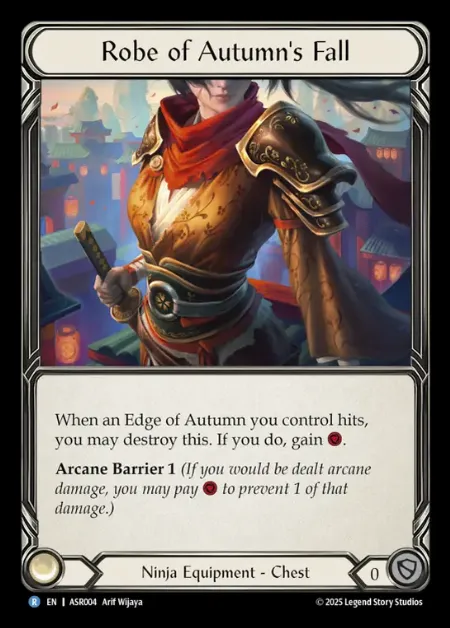 Robe of Autumn's Fall
When an Edge of Autumn you control hits,
you may destroy this. If you do, gain .
Arcane Barrier 1 (If you would be dealt arcane
damage, you may pay to prevent 1 of that
damage.)
Ninja Equipment - Chest
0
R EN | ASR004 Arif Wijaya
© 2025 Legend Story Studios